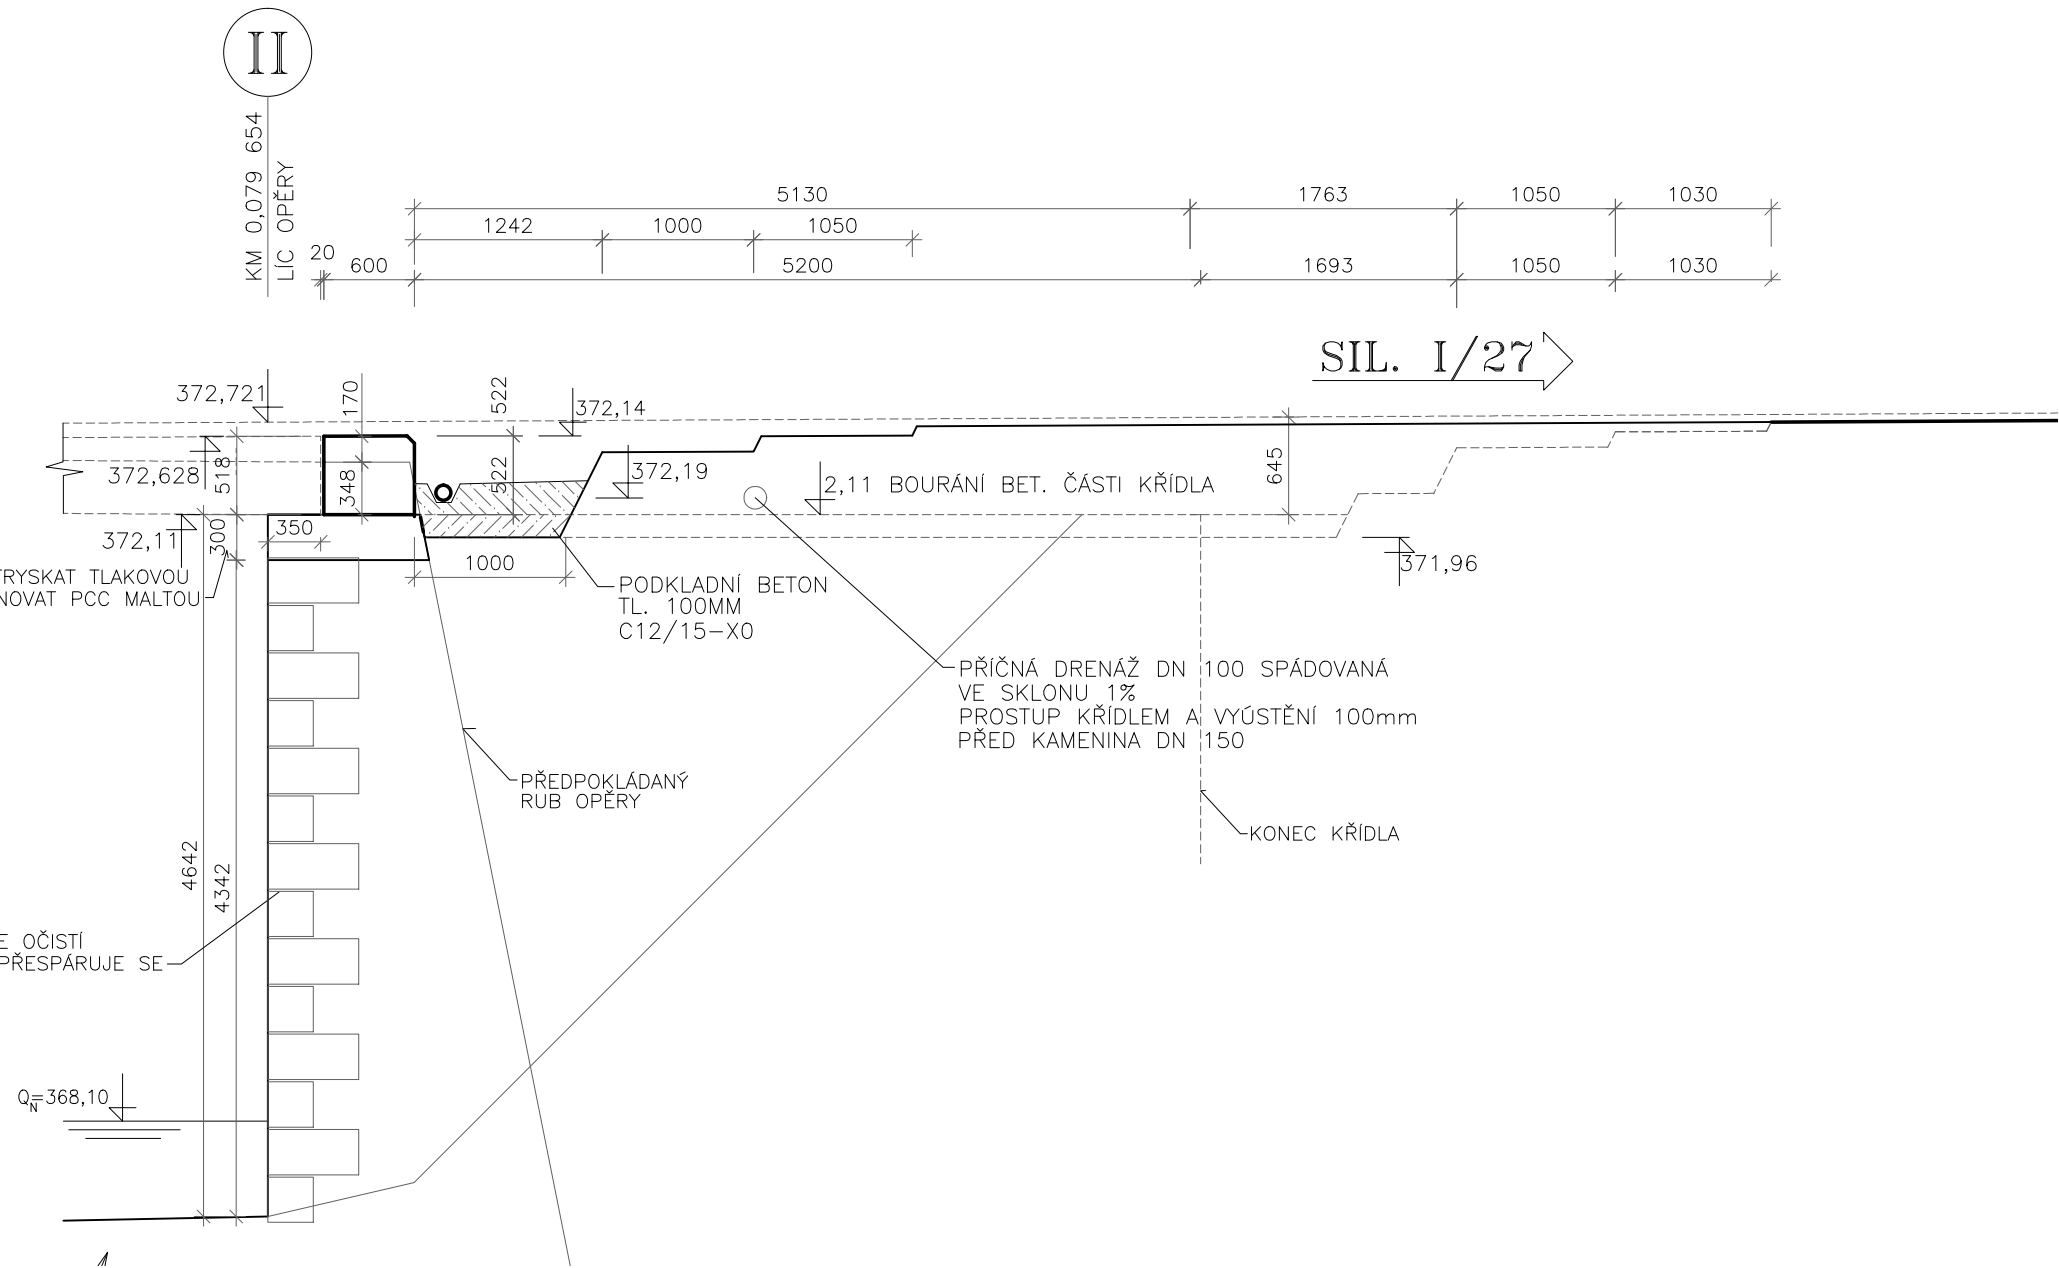 II
KM 0,079 654
LÍC OPĚRY
5130
1763
1050
1030
1242
1000
1050
20
600
5200
1693
1050
1030
SIL. I/27
372,721
170
522
372,14
372,628
518
348
522
372,19
645
2,11 BOURÁNÍ BET. ČÁSTI KŘÍDLA
372,11
300
350
371,96
1000
TRYSKAT TLAKOVOU
NOVAT PCC MALTOU
PODKLADNÍ BETON
TL. 100MM
C12/15-X0
PŘÍČNÁ DRENÁŽ DN 100 SPÁDOVANÁ
VE SKLONU 1%
PROSTUP KŘÍDLEM A VYÚSTĚNÍ 100mm
PŘED KAMENINA DN 150
PŘEDPOKLÁDANÝ
RUB OPĚRY
KONEC KŘÍDLA
4642
4342
E OČISTÍ
PŘESPÁRUJE SE
QN=368,10